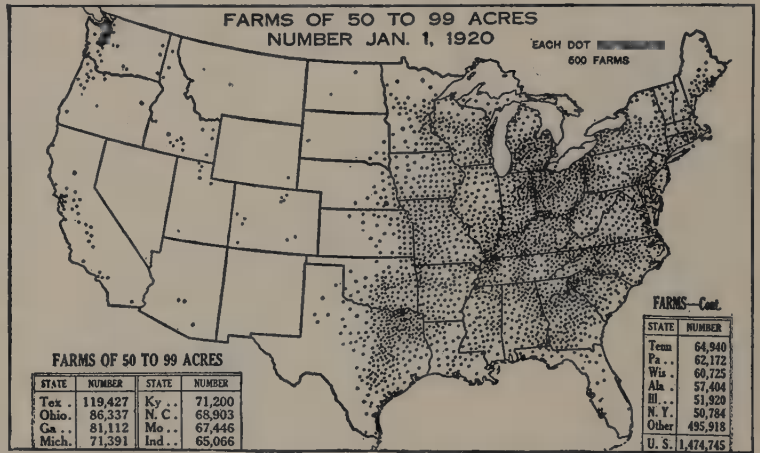 FARMS OF 50 TO 99 ACRES
NUMBER JAN. 1, 1920
EACH DOT
500 FARMS
FARMS OF 50 TO 99 ACRES
STATE NUMBER STATE NUMBER
Tex . 119,427 Ky . . 71,200
Ohio. 86,337 N. C . 68,903
Ga . . 81,112 Mo . . 67,446
Mich. 71,391 Ind . . 65,066
FARMS—Cont.
STATE NUMBER
Tenn 64,940
Pa . . 62,172
Wis . 60,725
Ala . 57,404
Ill . . . 51,920
N. Y. 50,784
Other 495,918
U. S. 1,474,745